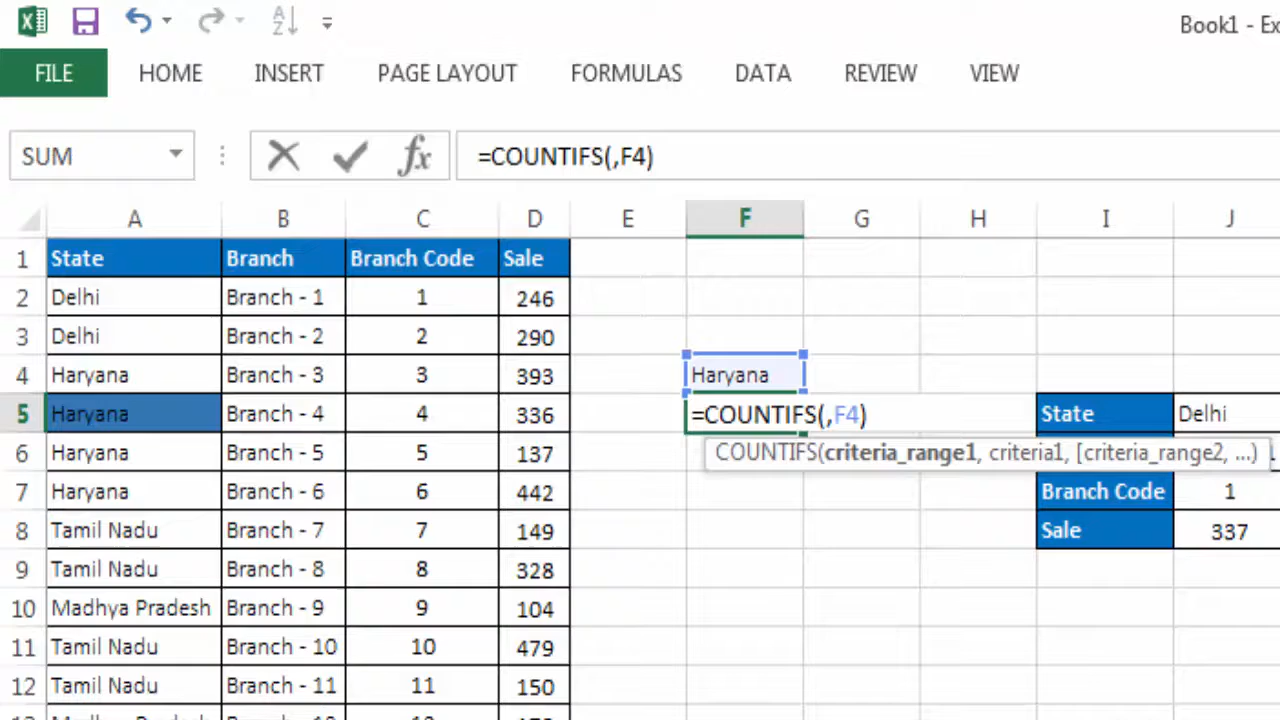 Book1 - Ex
FILE HOME INSERT PAGE LAYOUT FORMULAS DATA REVIEW VIEW
SUM fx =COUNTIFS(,F4)
A B C D E F G H I J
1 State Branch Branch Code Sale
2 Delhi Branch - 1 1 246
3 Delhi Branch - 2 2 290
4 Haryana Branch - 3 3 393 Haryana
5 Haryana Branch - 4 4 336 =COUNTIFS(,F4) State Delhi
6 Haryana Branch - 5 5 137 COUNTIFS(criteria_range1, criteria1, [criteria_range2, ...) 1
7 Haryana Branch - 6 6 442 Branch Code 1
8 Tamil Nadu Branch - 7 7 149 Sale 337
9 Tamil Nadu Branch - 8 8 328
10 Madhya Pradesh Branch - 9 9 104
11 Tamil Nadu Branch - 10 10 479
12 Tamil Nadu Branch - 11 11 150